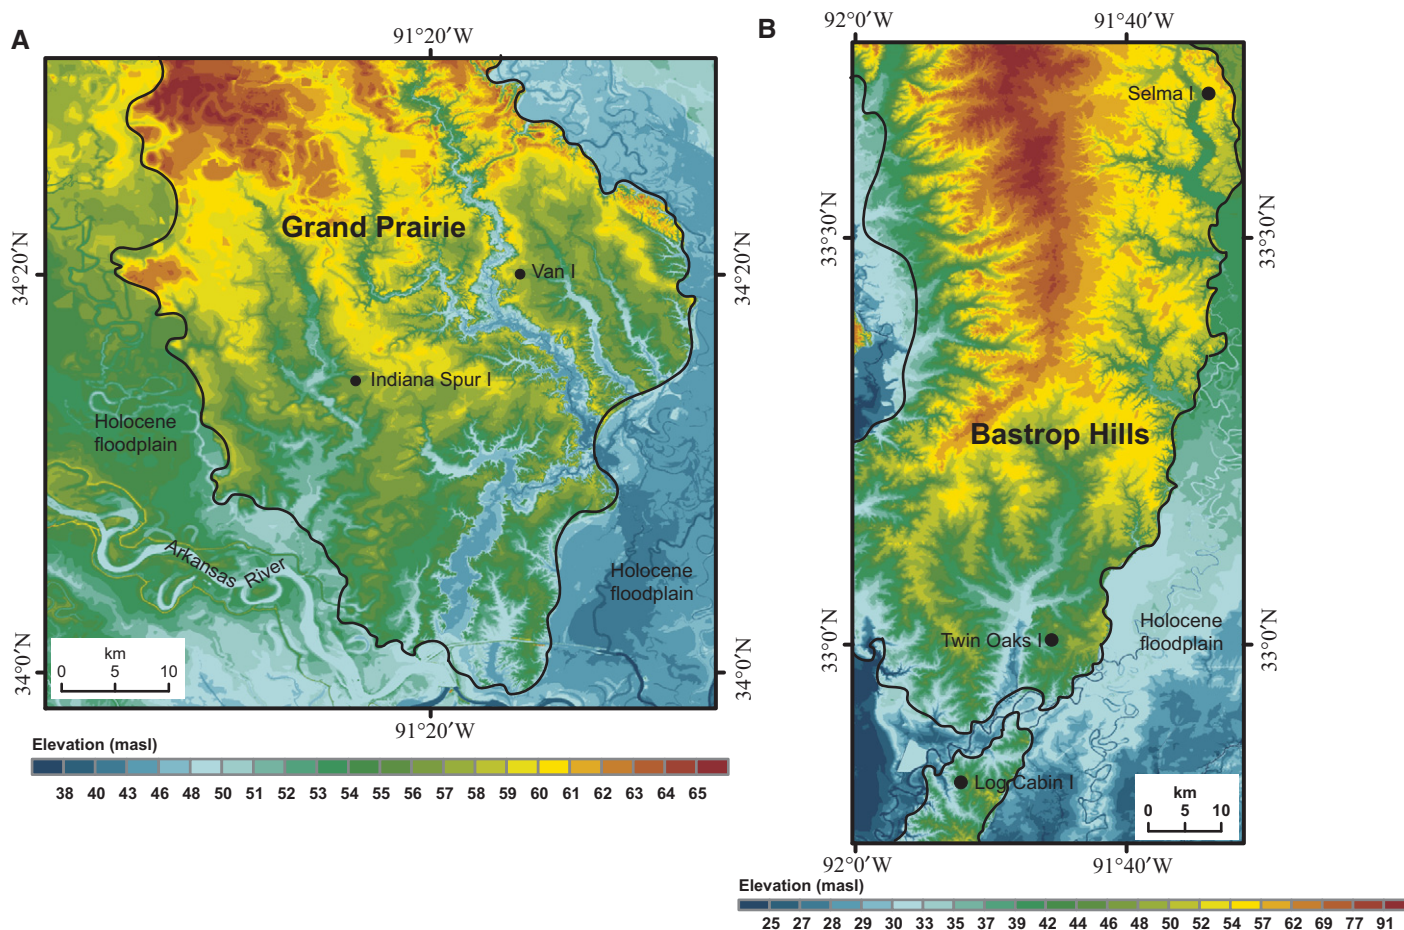 A
91°20′W
34°20′N
34°20′N
Grand Prairie
Van I
Indiana Spur I
Holocene
floodplain
Arkansas River
Holocene
floodplain
34°0′N
34°0′N
km
0 5 10
91°20′W
Elevation (masl)
38 40 43 46 48 50 51 52 53 54 55 56 57 58 59 60 61 62 63 64 65
B
92°0′W
91°40′W
Selma I
33°30′N
33°30′N
Bastrop Hills
Holocene
floodplain
Twin Oaks I
33°0′N
33°0′N
Log Cabin I
km
0 5 10
92°0′W
91°40′W
Elevation (masl)
25 27 28 29 30 33 35 37 39 42 44 46 48 50 52 54 57 62 69 77 91